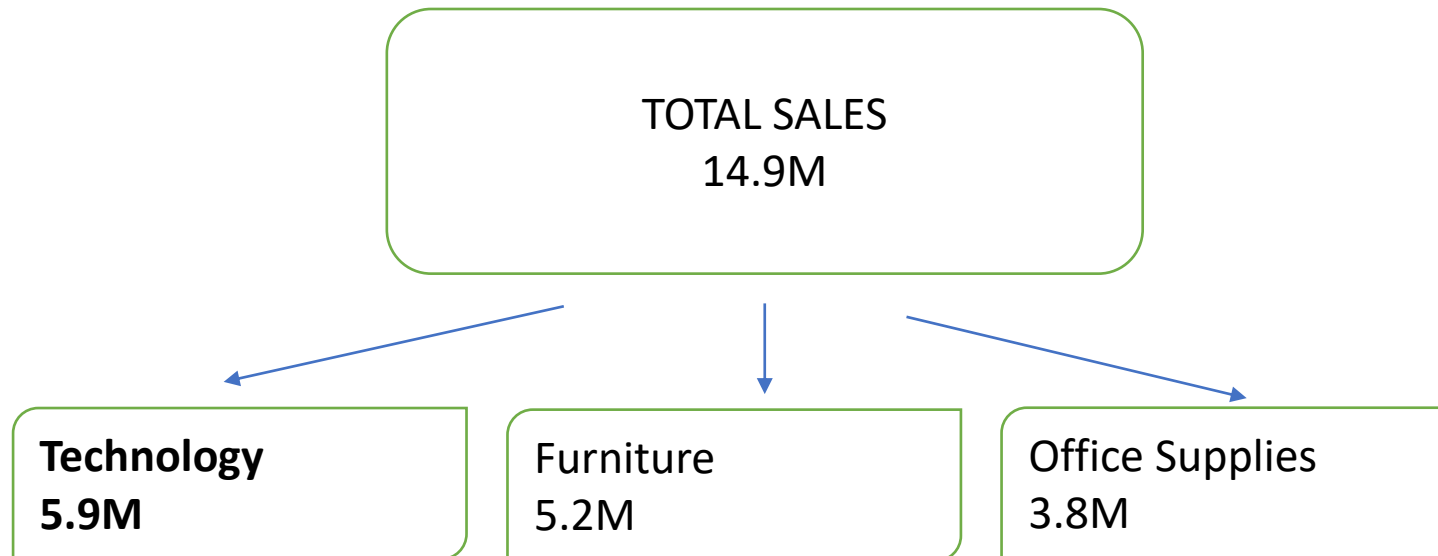 TOTAL SALES
14.9M
Technology
5.9M
Furniture
5.2M
Office Supplies
3.8M